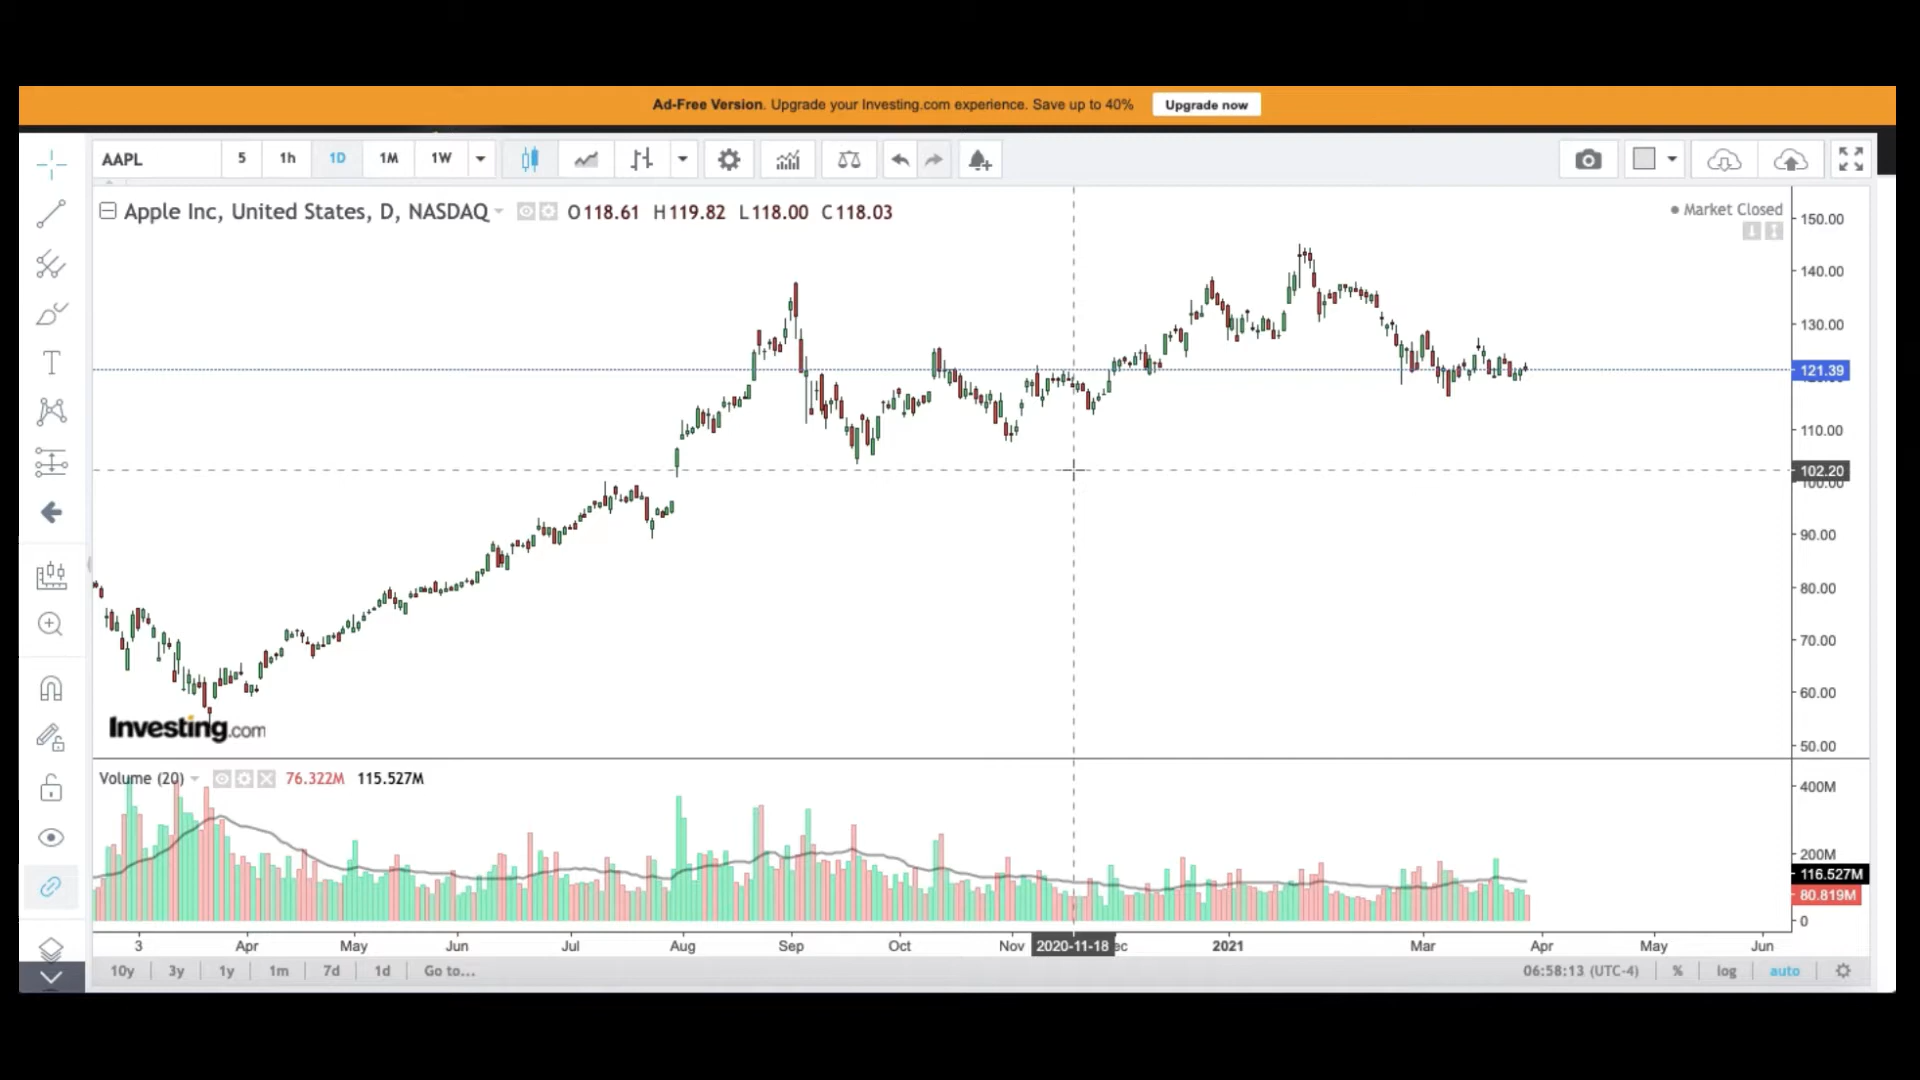 Ad-Free Version. Upgrade your Investing.com experience. Save up to 40% Upgrade now
AAPL 5 1h 1D 1M 1W
Apple Inc, United States, D, NASDAQ O118.61 H119.82 L118.00 C118.03
Market Closed
150.00
140.00
130.00
121.39
110.00
102.20
100.00
90.00
80.00
70.00
60.00
50.00
Investing.com
Volume (20) 76.322M 115.527M
400M
200M
116.527M
80.819M
0
3 Apr May Jun Jul Aug Sep Oct Nov 2020-11-18 ec 2021 Mar Apr May Jun
10y 3y 1y 1m 7d 1d Go to... 06:58:13 (UTC-4) % log auto